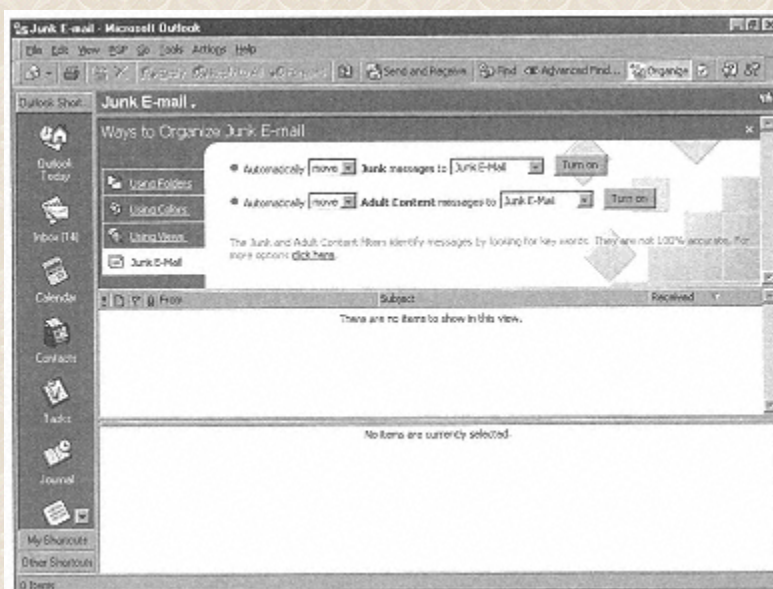 Junk E-mail - Microsoft Outlook
File Edit View PGP Go Tools Actions Help
Send and Receive Find Advanced Find... Organize
Outlook Short... Junk E-mail .
Ways to Organize Junk E-mail
Outlook
Today
Automatically move Junk messages to Junk E-Mail Turn on
Using Folders
Automatically move Adult Content messages to Junk E-Mail Turn on
Using Colors
Inbox (14)
Using Views
The Junk and Adult Content filters identify messages by looking for key words. They are not 100% accurate. For
more options click here.
Junk E-Mail
Calendar
! From Subject Received
There are no items to show in this view.
Contacts
Tasks
No items are currently selected.
Journal
My Shortcuts
Other Shortcuts
0 Items